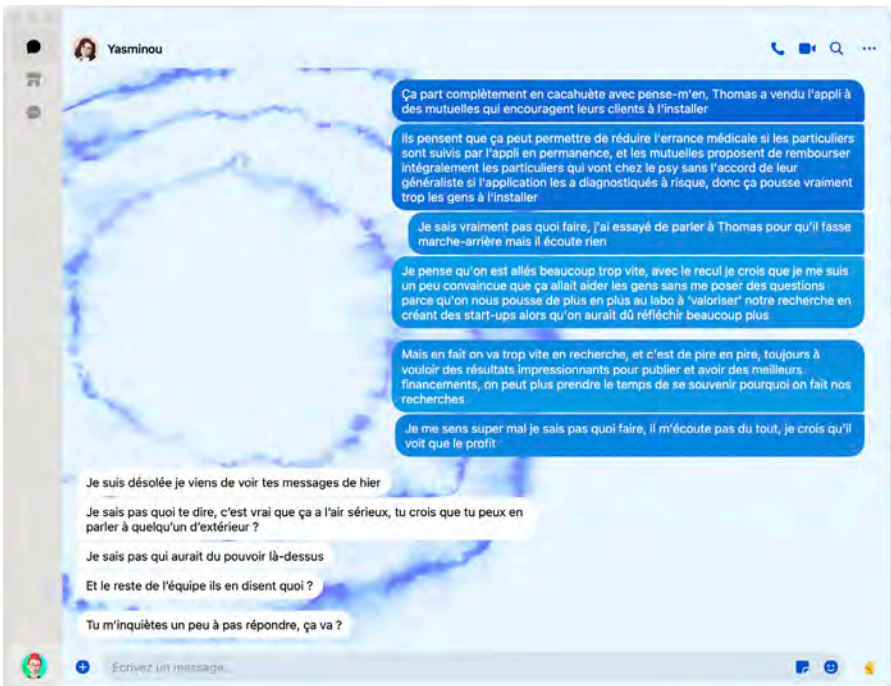 Yasminou
Ça part complètement en cacahuète avec pense-m'en, Thomas a vendu l'appli à
des mutuelles qui encouragent leurs clients à l'installer
Ils pensent que ça peut permettre de réduire l'errance médicale si les particuliers
sont suivis par l'appli en permanence, et les mutuelles proposent de rembourser
intégralement les particuliers qui vont chez le psy sans l'accord de leur
généraliste si l'application les a diagnostiqués à risque, donc ça pousse vraiment
trop les gens à l'installer
Je sais vraiment pas quoi faire, j'ai essayé de parler à Thomas pour qu'il fasse
marche-arrière mais il écoute rien
Je pense qu'on est allés beaucoup trop vite, avec le recul je crois que je me suis
un peu convaincue que ça allait aider les gens sans me poser des questions
parce qu'on nous pousse de plus en plus au labo à 'valoriser' notre recherche en
créant des start-ups alors qu'on aurait dû réfléchir beaucoup plus
Mais en fait on va trop vite en recherche, et c'est de pire en pire, toujours à
vouloir des résultats impressionnants pour publier et avoir des meilleurs
financements, on peut plus prendre le temps de se souvenir pourquoi on fait nos
recherches
Je me sens super mal je sais pas quoi faire, il m'écoute pas du tout, je crois qu'il
voit que le profit
Je suis désolée je viens de voir tes messages de hier
Je sais pas quoi te dire, c'est vrai que ça a l'air sérieux, tu crois que tu peux en
parler à quelqu'un d'extérieur ?
Je sais pas qui aurait du pouvoir là-dessus
Et le reste de l'équipe ils en disent quoi ?
Tu m'inquiètes un peu à pas répondre, ça va ?
Écrivez un message...